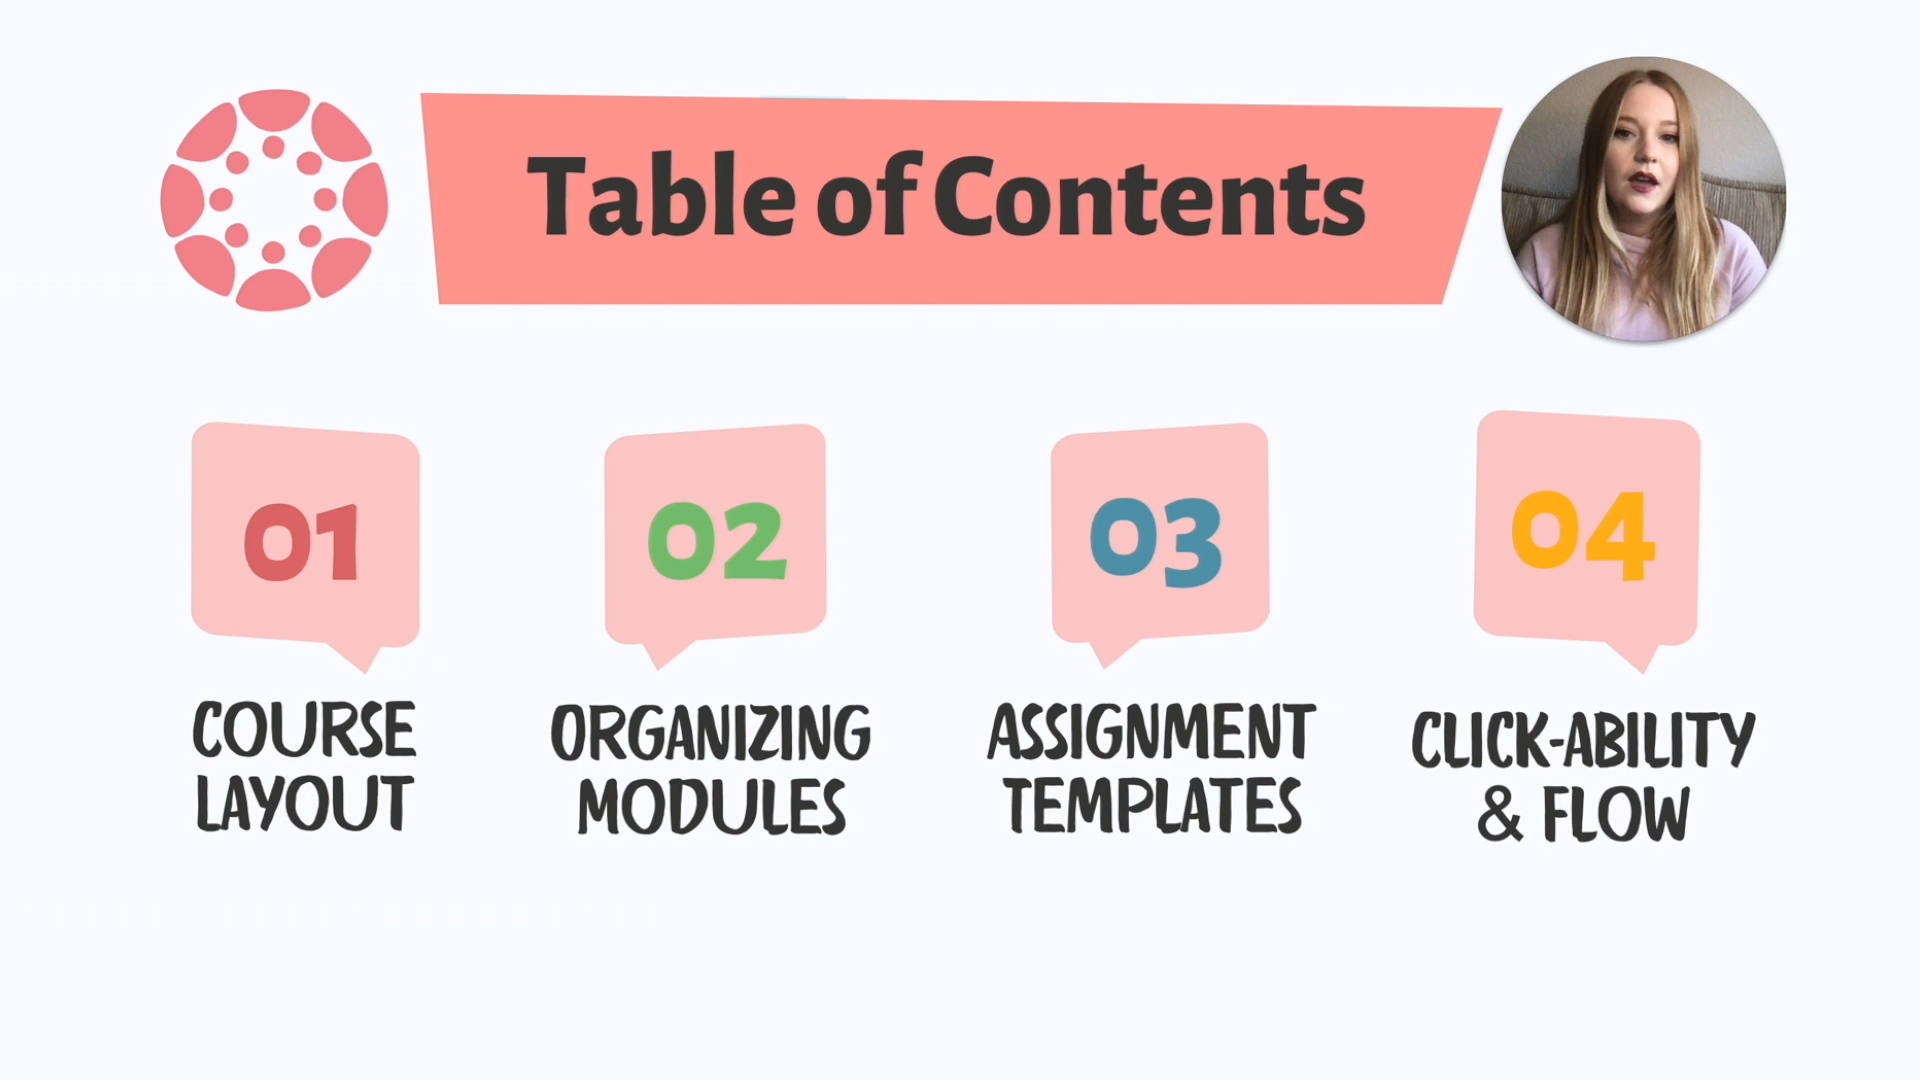 Table of Contents
01
02
03
04
COURSE
LAYOUT
ORGANIZING
MODULES
ASSIGNMENT
TEMPLATES
CLICK-ABILITY
& FLOW